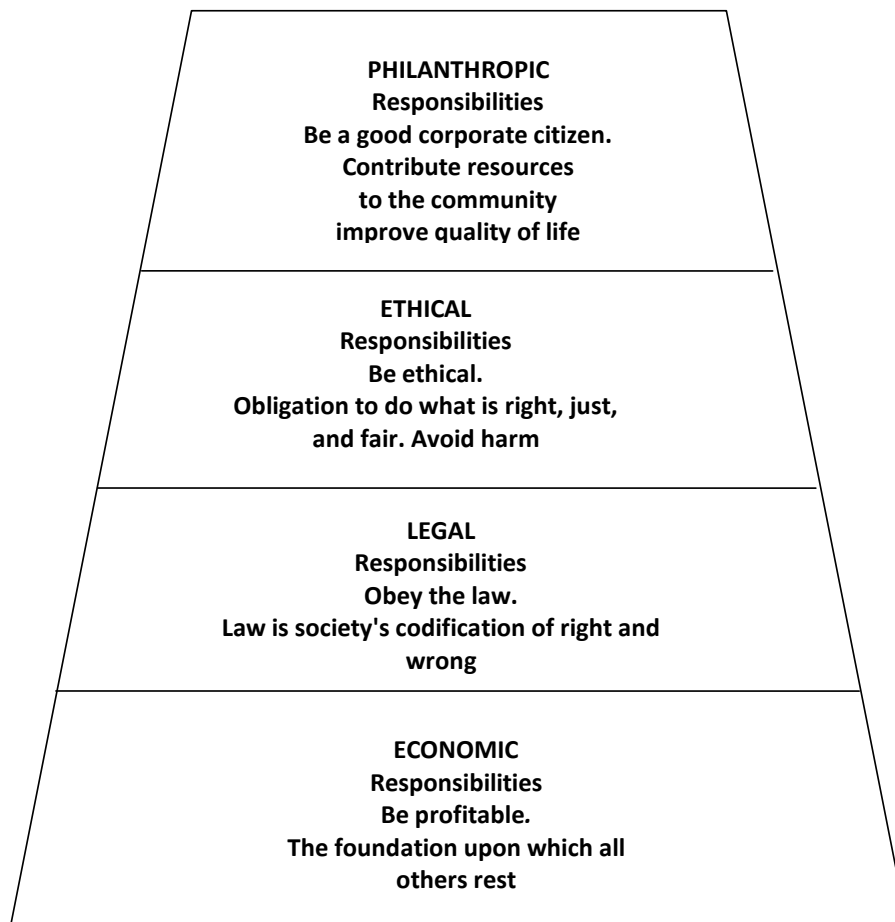 PHILANTHROPIC
Responsibilities
Be a good corporate citizen.
Contribute resources
to the community
improve quality of life
ETHICAL
Responsibilities
Be ethical.
Obligation to do what is right, just,
and fair. Avoid harm
LEGAL
Responsibilities
Obey the law.
Law is society's codification of right and
wrong
ECONOMIC
Responsibilities
Be profitable.
The foundation upon which all
others rest